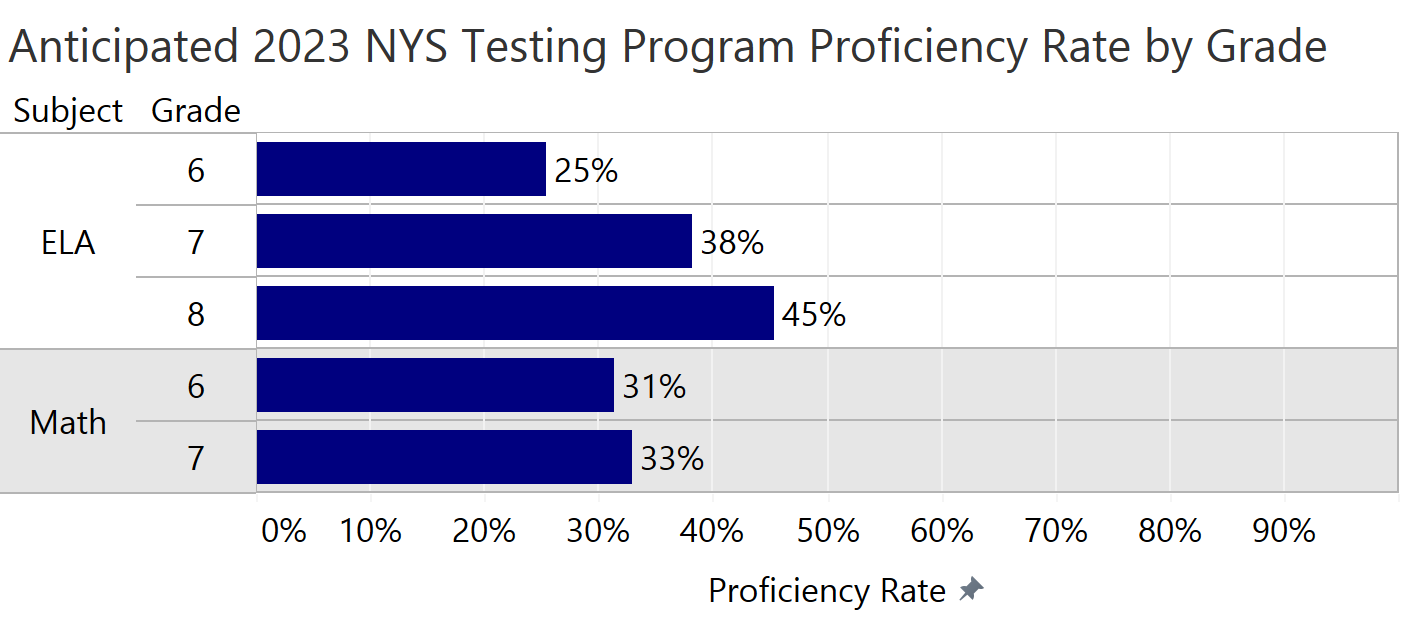 Anticipated 2023 NYS Testing Program Proficiency Rate by Grade
Subject Grade
ELA
6 25%
7 38%
8 45%
Math
6 31%
7 33%
0% 10% 20% 30% 40% 50% 60% 70% 80% 90%
Proficiency Rate